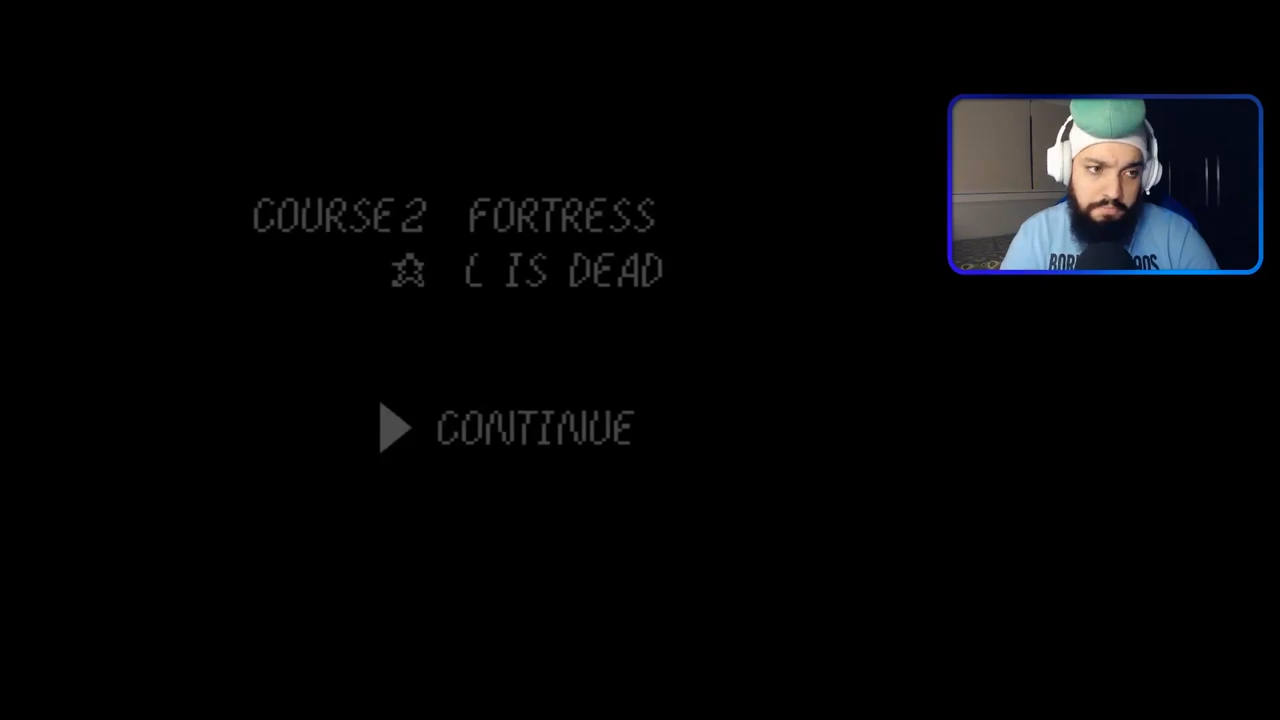 COURSE 2 FORTRESS
☆ L IS DEAD
▶ CONTINUE